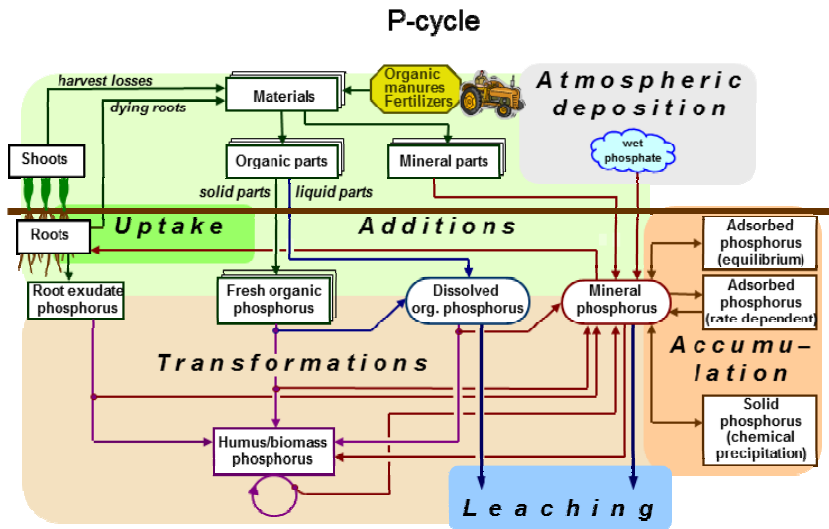 P-cycle
harvest losses
dying roots
Materials
Organic
manures
Fertilizers
Atmospheric
deposition
wet
phosphate
Shoots
Organic parts
Mineral parts
solid parts
liquid parts
Roots
Uptake
Additions
Adsorbed
phosphorus
(equilibrium)
Root exudate
phosphorus
Fresh organic
phosphorus
Dissolved
org. phosphorus
Mineral
phosphorus
Adsorbed
phosphorus
(rate dependent)
Transformations
Accumu–
lation
Humus/biomass
phosphorus
Solid
phosphorus
(chemical
precipitation)
Leaching